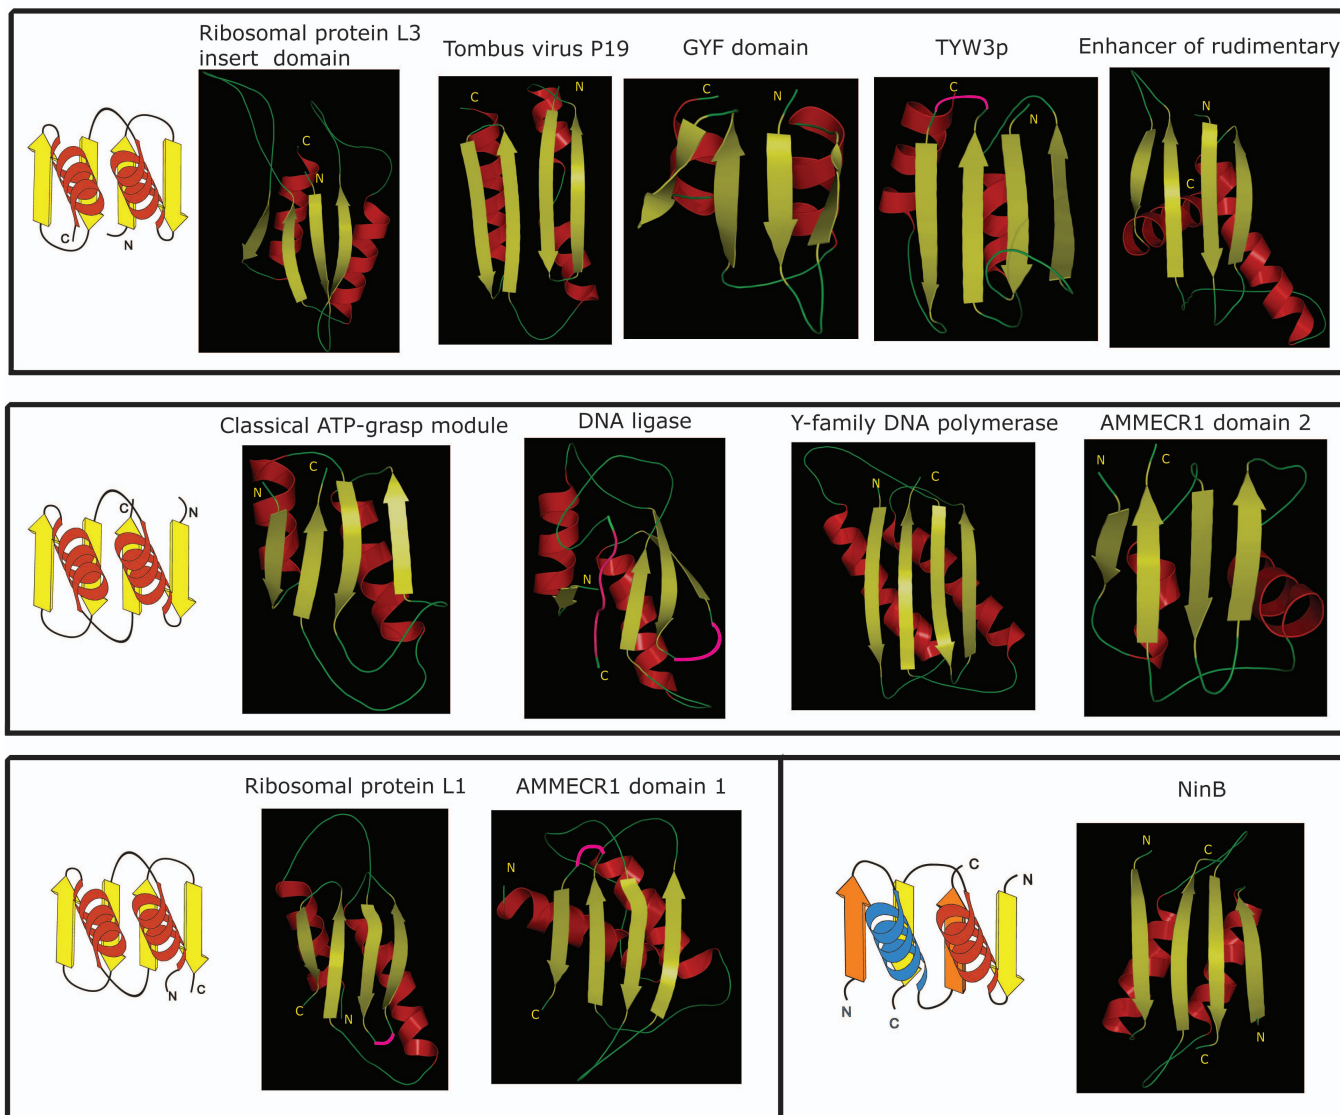 Ribosomal protein L3
insert domain
Tombus virus P19
GYF domain
TYW3p
Enhancer of rudimentary
C
N
C
N
C
N
C
N
C
N
N
C
Classical ATP-grasp module
DNA ligase
Y-family DNA polymerase
AMMECR1 domain 2
C
N
N
C
N
C
N
C
N
C
Ribosomal protein L1
AMMECR1 domain 1
NinB
N
C
C
N
N
C
C
N
N
C
N
C
C
N